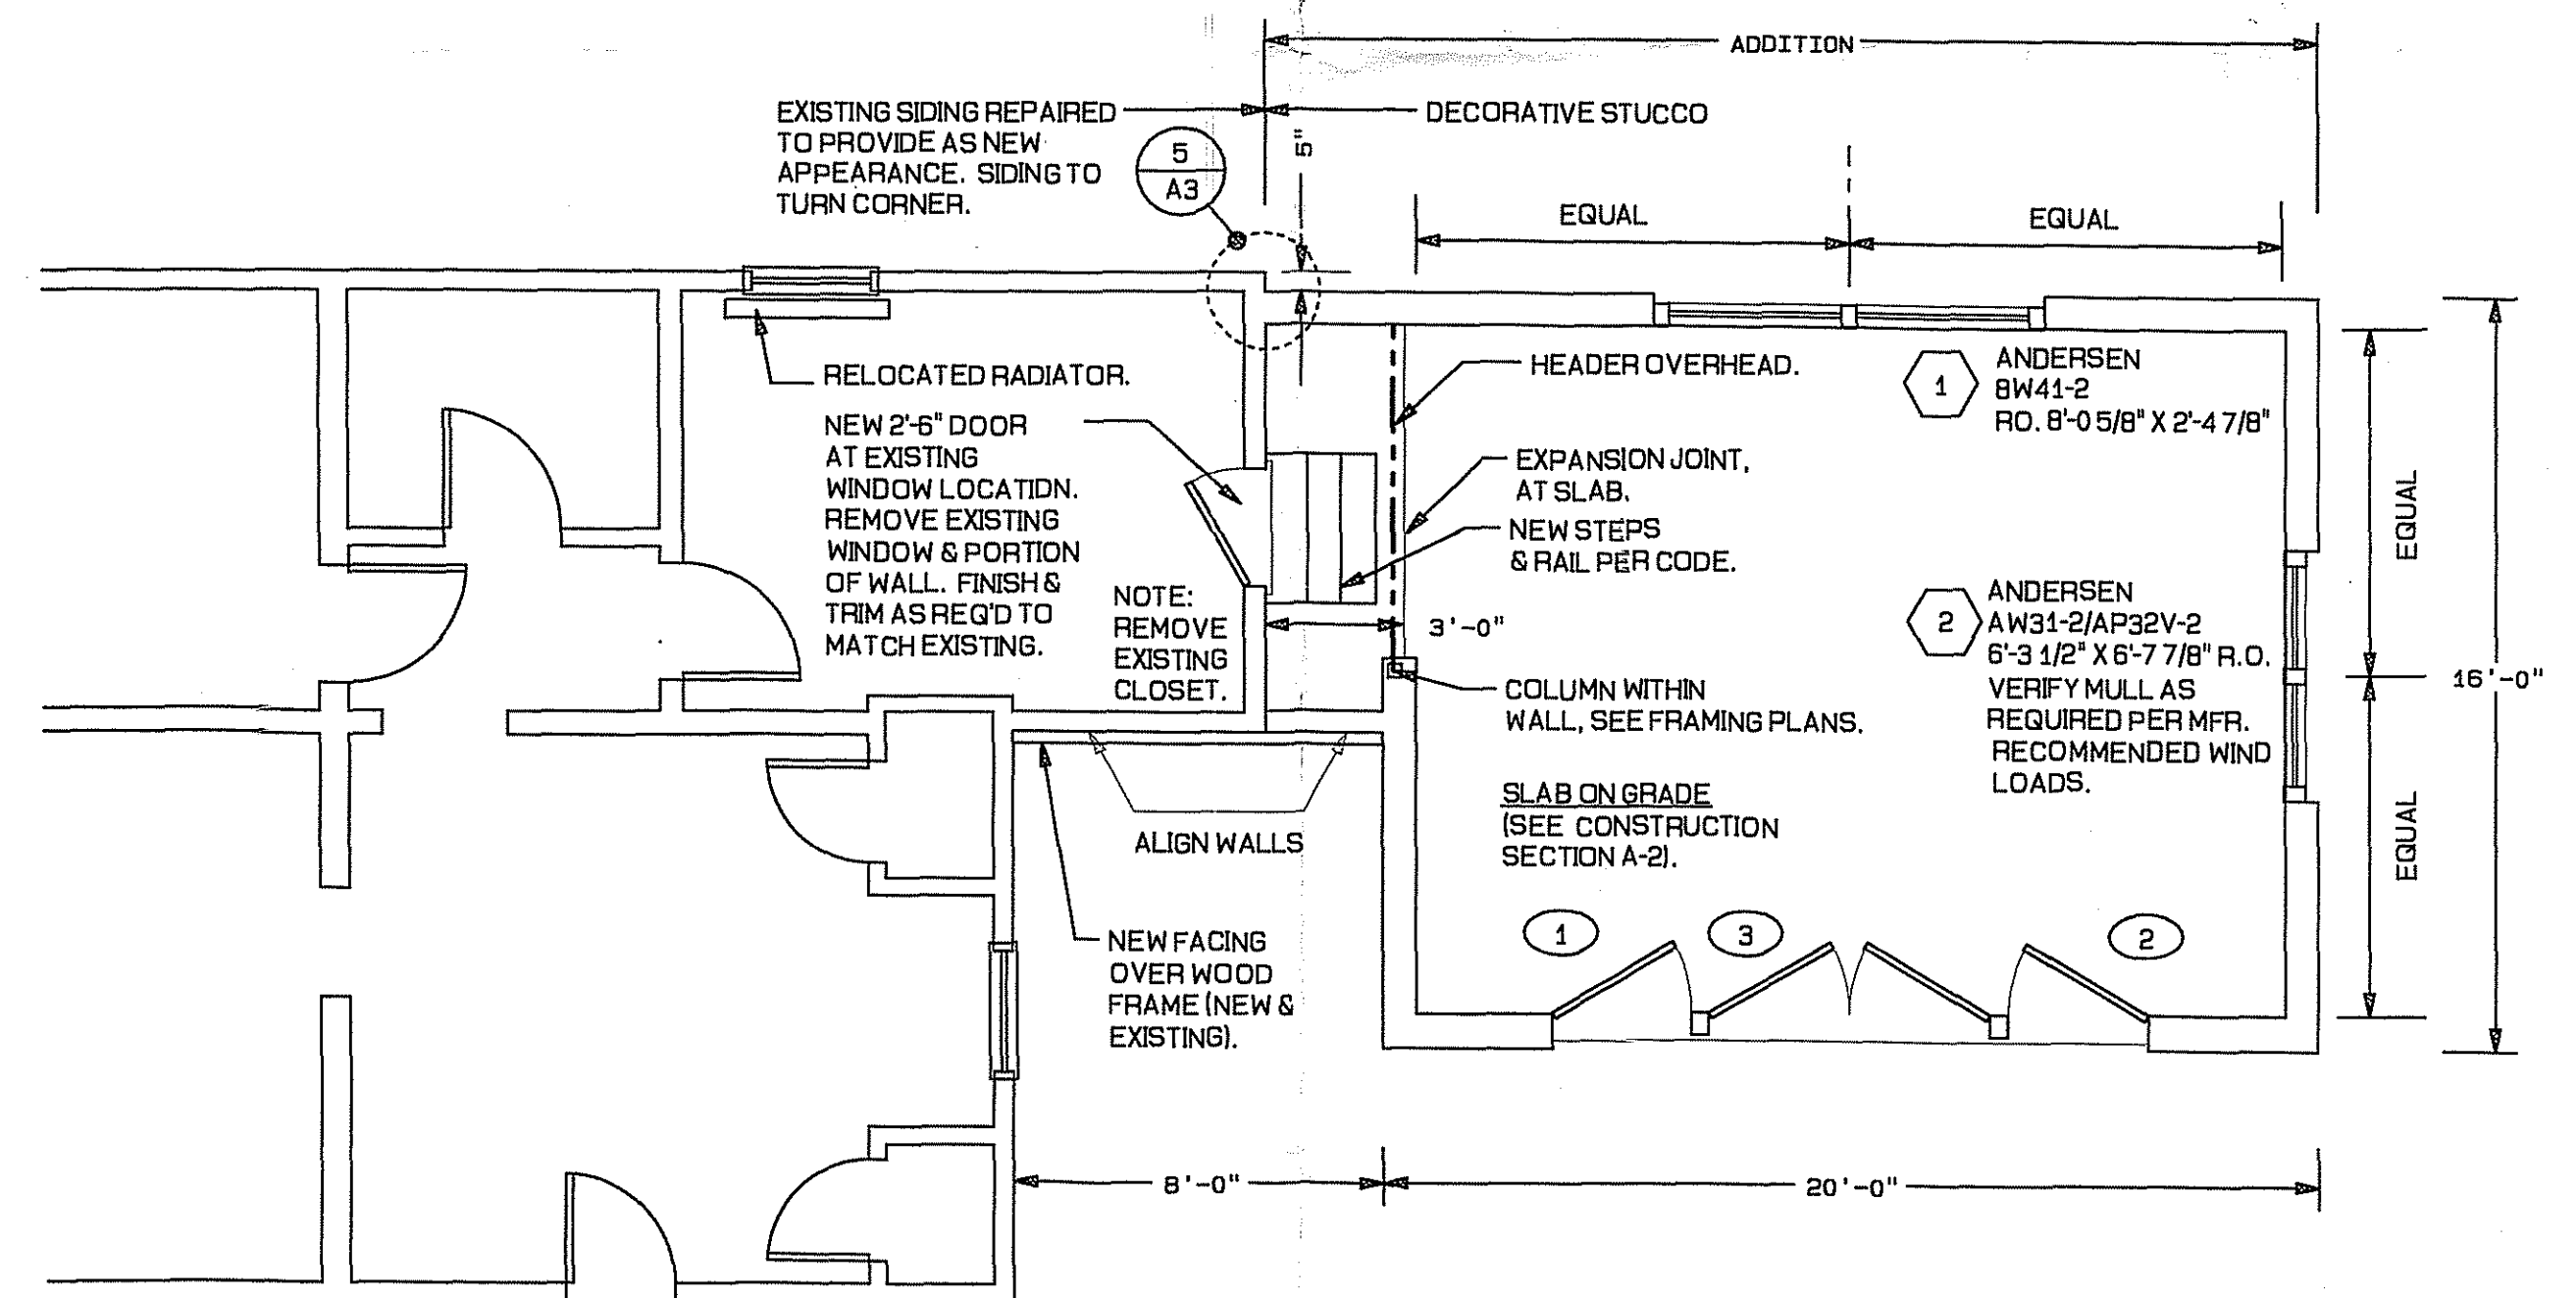 ADDITION
EXISTING SIDING REPAIRED
TO PROVIDE AS NEW
APPEARANCE. SIDING TO
TURN CORNER.
DECORATIVE STUCCO
5
A3
5"
EQUAL
EQUAL
RELOCATED RADIATOR.
NEW 2'-6" DOOR
AT EXISTING
WINDOW LOCATION.
REMOVE EXISTING
WINDOW & PORTION
OF WALL. FINISH &
TRIM AS REQ'D TO
MATCH EXISTING.
NOTE:
REMOVE
EXISTING
CLOSET.
HEADER OVERHEAD.
EXPANSION JOINT,
AT SLAB.
NEW STEPS
& RAIL PER CODE.
3'-0"
COLUMN WITHIN
WALL, SEE FRAMING PLANS.
1
ANDERSEN
8W41-2
RO. 8'-0 5/8" X 2'-4 7/8"
2
ANDERSEN
AW31-2/AP32V-2
6'-3 1/2" X 6'-7 7/8" R.O.
VERIFY MULL AS
REQUIRED PER MFR.
RECOMMENDED WIND
LOADS.
EQUAL
16'-0"
EQUAL
SLAB ON GRADE
(SEE CONSTRUCTION
SECTION A-2).
ALIGN WALLS
NEW FACING
OVER WOOD
FRAME (NEW &
EXISTING).
1
3
2
8'-0"
20'-0"